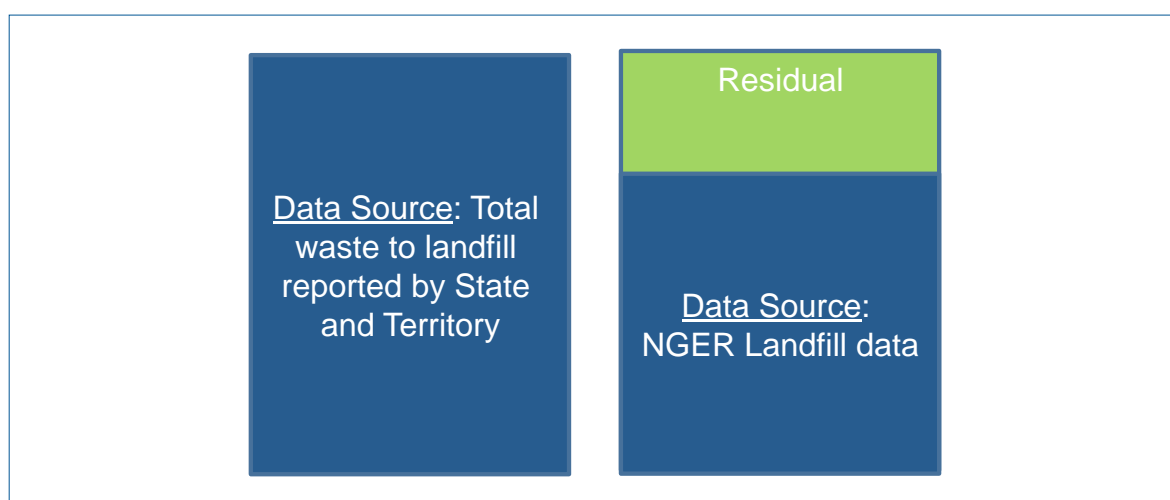 Data Source: Total
waste to landfill
reported by State
and Territory
Residual
Data Source:
NGER Landfill data